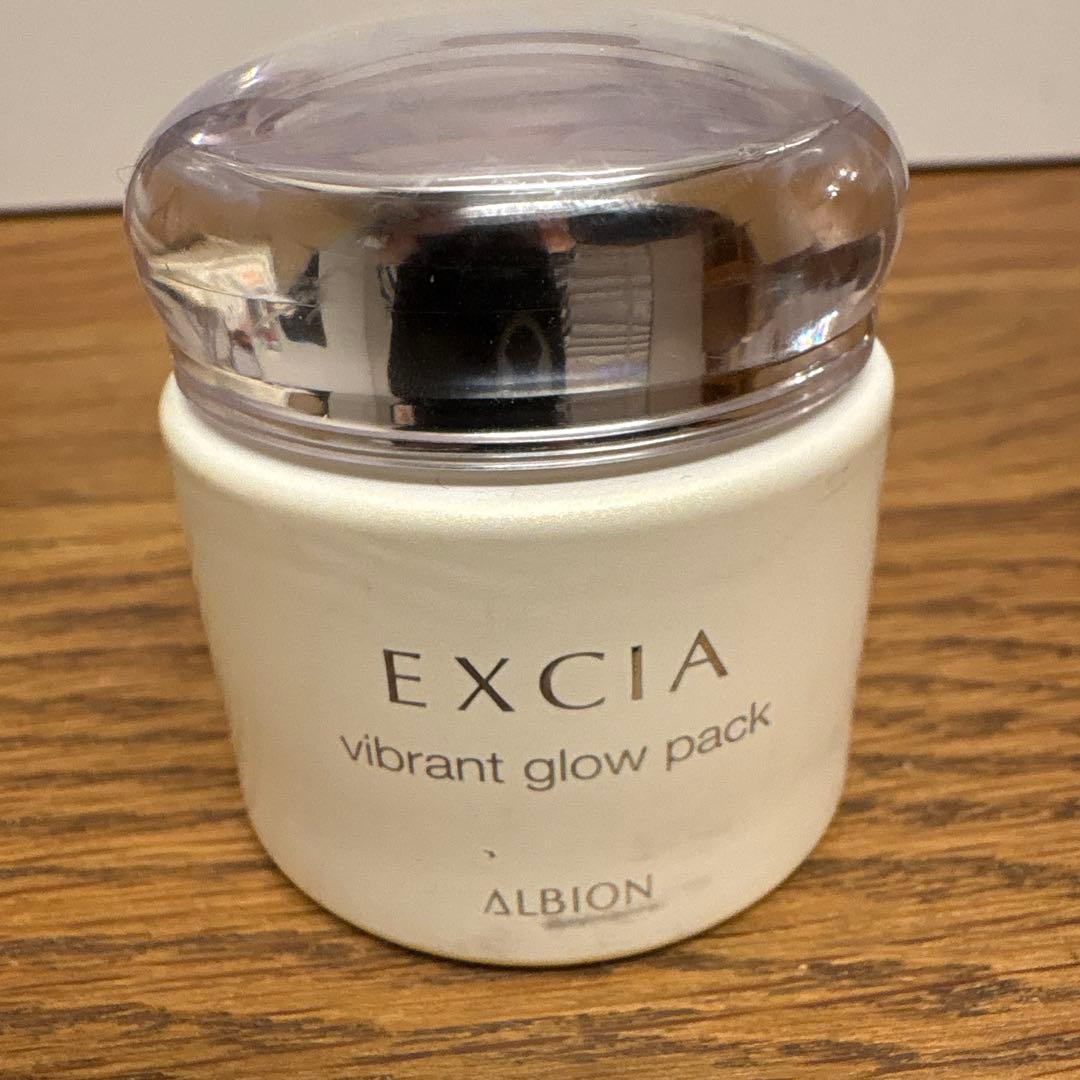 EXCIA
vibrant glow pack
ALBION